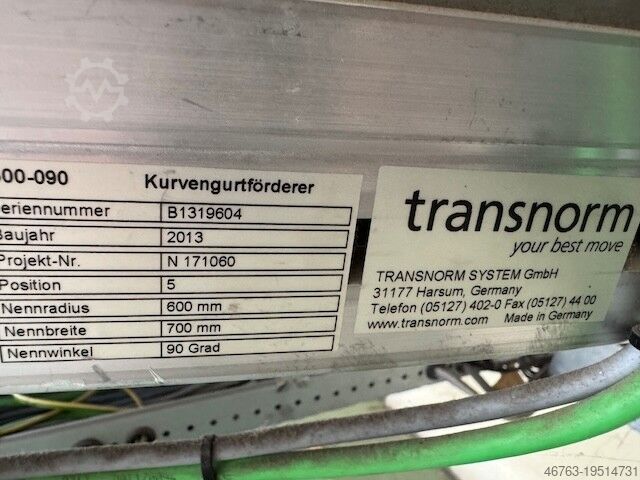 00-090 Kurvengurtförderer
eriennummer B1319604
Baujahr 2013
Projekt-Nr. N 171060
Position 5
Nennradius 600 mm
Nennbreite 700 mm
Nennwinkel 90 Grad
transnorm
your best move
TRANSNORM SYSTEM GmbH
31177 Harsum, Germany
Telefon (05127) 402-0 Fax (05127) 44 00
www.transnorm.com Made in Germany
46763-19514731